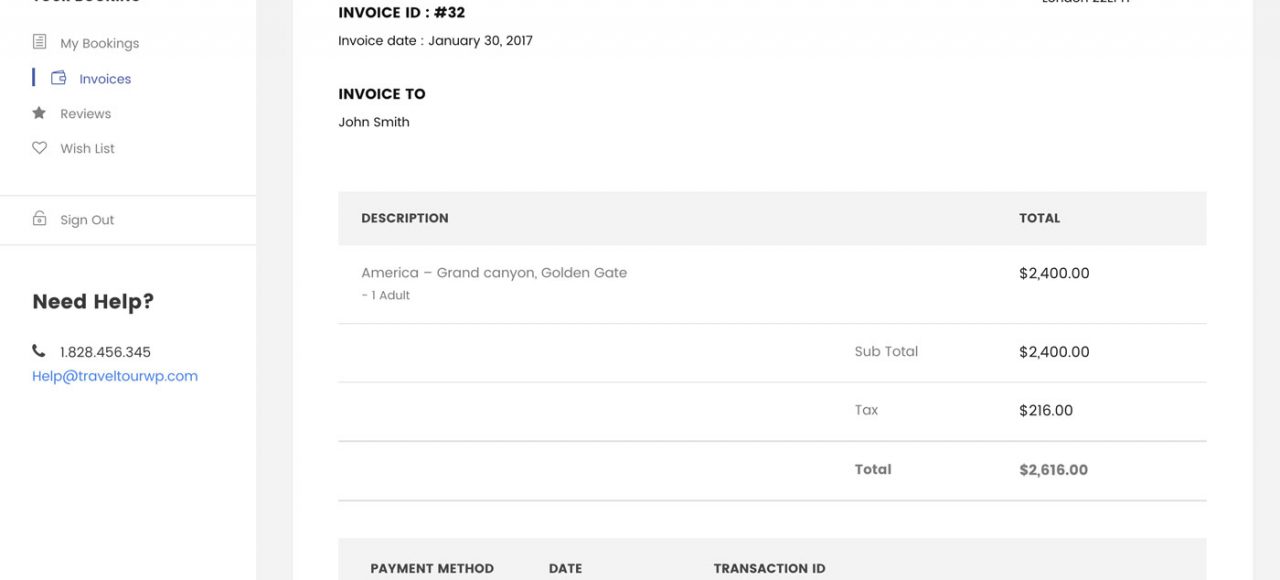 INVOICE ID : #32
Invoice date : January 30, 2017
My Bookings
Invoices
Reviews
Wish List
Sign Out
Need Help?
1.828.456.345
Help@traveltourwp.com
INVOICE TO
John Smith
DESCRIPTION TOTAL
America – Grand canyon, Golden Gate $2,400.00
- 1 Adult
Sub Total $2,400.00
Tax $216.00
Total $2,616.00
PAYMENT METHOD DATE TRANSACTION ID